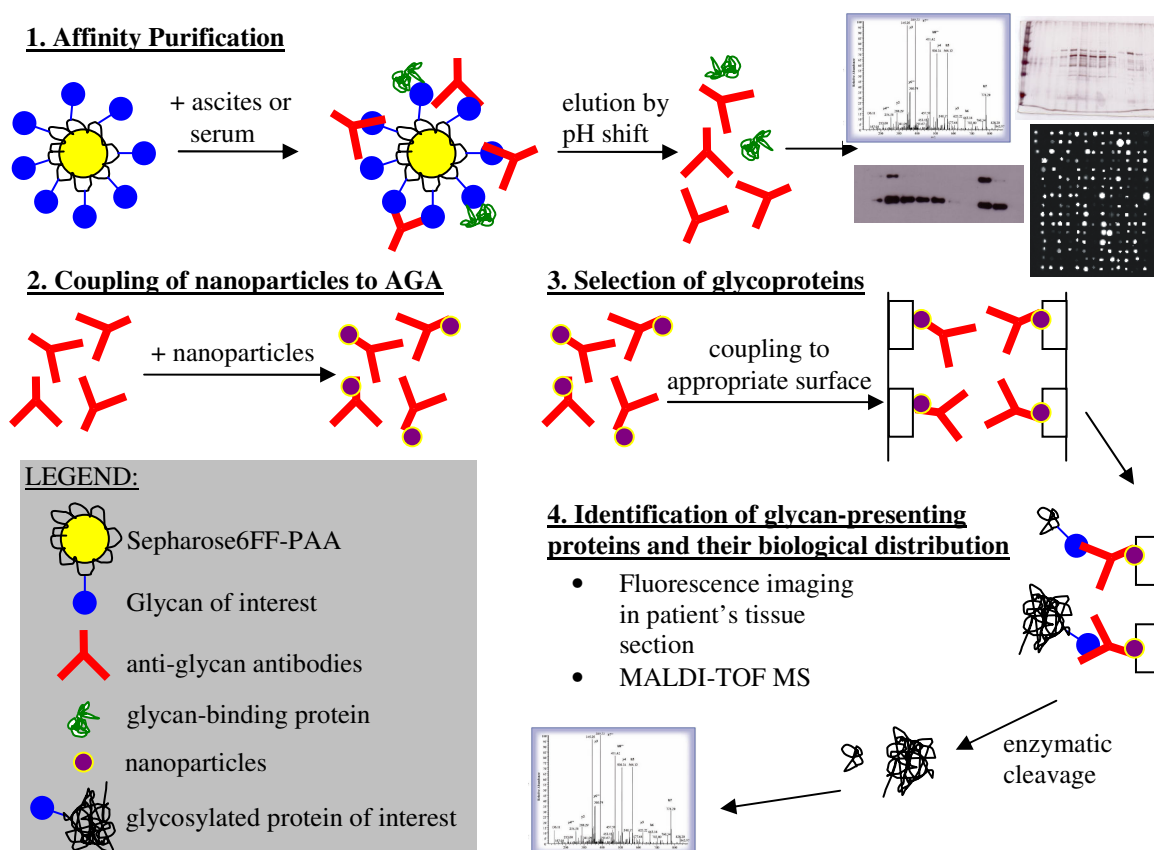 1. Affinity Purification
+ ascites or
serum
elution by
pH shift
2. Coupling of nanoparticles to AGA
+ nanoparticles
3. Selection of glycoproteins
coupling to
appropriate surface
LEGEND:
Sepharose6FF-PAA
Glycan of interest
anti-glycan antibodies
glycan-binding protein
nanoparticles
glycosylated protein of interest
4. Identification of glycan-presenting
proteins and their biological distribution
• Fluorescence imaging
in patient's tissue
section
• MALDI-TOF MS
enzymatic
cleavage